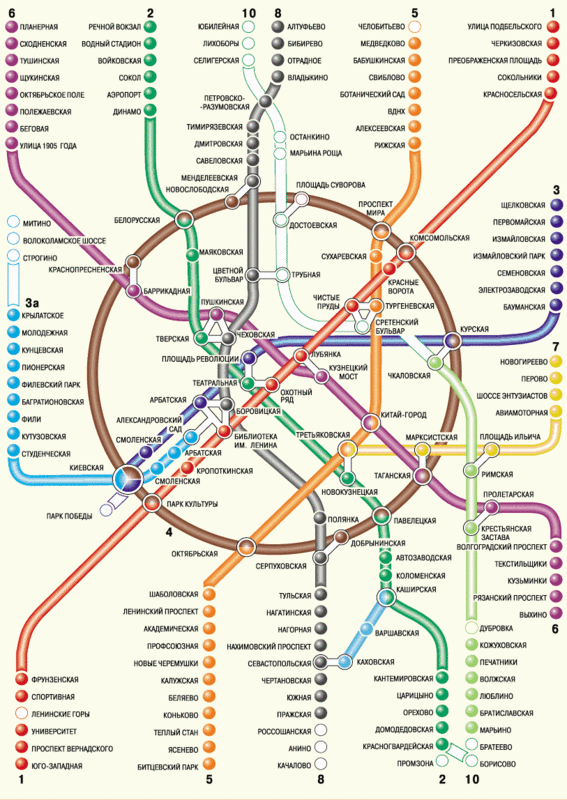 6
ПЛАНЕРНАЯ
СХОДНЕНСКАЯ
ТУШИНСКАЯ
ЩУКИНСКАЯ
ОКТЯБРЬСКОЕ ПОЛЕ
ПОЛЕЖАЕВСКАЯ
БЕГОВАЯ
УЛИЦА 1905 ГОДА
2
РЕЧНОЙ ВОКЗАЛ
ВОДНЫЙ СТАДИОН
ВОЙКОВСКАЯ
СОКОЛ
АЭРОПОРТ
ДИНАМО
10
ЮБИЛЕЙНАЯ
ЛИХОБОРЫ
СЕЛИГЕРСКАЯ
8
АЛТУФЬЕВО
БИБИРЕВО
ОТРАДНОЕ
ВЛАДЫКИНО
ПЕТРОВСКО-
-РАЗУМОВСКАЯ
ТИМИРЯЗЕВСКАЯ
ДМИТРОВСКАЯ
САВЕЛОВСКАЯ
МЕНДЕЛЕЕВСКАЯ
НОВОСЛОБОДСКАЯ
ОСТАНКИНО
МАРЬИНА РОЩА
5
ЧЕЛОБИТЬЕВО
МЕДВЕДКОВО
БАБУШКИНСКАЯ
СВИБЛОВО
БОТАНИЧЕСКИЙ САД
ВДНХ
АЛЕКСЕЕВСКАЯ
РИЖСКАЯ
1
УЛИЦА ПОДБЕЛЬСКОГО
ЧЕРКИЗОВСКАЯ
ПРЕОБРАЖЕНСКАЯ ПЛОЩАДЬ
СОКОЛЬНИКИ
КРАСНОСЕЛЬСКАЯ
3
ЩЕЛКОВСКАЯ
ПЕРВОМАЙСКАЯ
ИЗМАЙЛОВСКАЯ
ИЗМАЙЛОВСКИЙ ПАРК
СЕМЕНОВСКАЯ
ЭЛЕКТРОЗАВОДСКАЯ
БАУМАНСКАЯ
МИТИНО
ВОЛОКОЛАМСКОЕ ШОССЕ
СТРОГИНО
3а
КРЫЛАТСКОЕ
МОЛОДЕЖНАЯ
КУНЦЕВСКАЯ
ПИОНЕРСКАЯ
ФИЛЕВСКИЙ ПАРК
БАГРАТИОНОВСКАЯ
ФИЛИ
КУТУЗОВСКАЯ
СТУДЕНЧЕСКАЯ
БЕЛОРУССКАЯ
КРАСНОПРЕСНЕНСКАЯ
БАРРИКАДНАЯ
МАЯКОВСКАЯ
ПЛОЩАДЬ СУВОРОВА
ДОСТОЕВСКАЯ
ПРОСПЕКТ
МИРА
КОМСОМОЛЬСКАЯ
СУХАРЕВСКАЯ
КРАСНЫЕ
ВОРОТА
ЦВЕТНОЙ
БУЛЬВАР
ТРУБНАЯ
ЧИСТЫЕ
ПРУДЫ
ТУРГЕНЕВСКАЯ
СРЕТЕНСКИЙ
БУЛЬВАР
ПУШКИНСКАЯ
ТВЕРСКАЯ
ЧЕХОВСКАЯ
ЛУБЯНКА
КУЗНЕЦКИЙ
МОСТ
КУРСКАЯ
ЧКАЛОВСКАЯ
ПЛОЩАДЬ РЕВОЛЮЦИИ
ТЕАТРАЛЬНАЯ
ОХОТНЫЙ
РЯД
АРБАТСКАЯ
БОРОВИЦКАЯ
АЛЕКСАНДРОВСКИЙ
САД
БИБЛИОТЕКА
ИМ. ЛЕНИНА
СМОЛЕНСКАЯ
АРБАТСКАЯ
КИЕВСКАЯ
СМОЛЕНСКАЯ
КРОПОТКИНСКАЯ
ПАРК ПОБЕДЫ
ПАРК КУЛЬТУРЫ
4
КИТАЙ-ГОРОД
ТРЕТЬЯКОВСКАЯ
НОВОКУЗНЕЦКАЯ
МАРКСИСТСКАЯ
ТАГАНСКАЯ
ПЛОЩАДЬ ИЛЬИЧА
РИМСКАЯ
7
НОВОГИРЕЕВО
ПЕРОВО
ШОССЕ ЭНТУЗИАСТОВ
АВИАМОТОРНАЯ
ПРОЛЕТАРСКАЯ
КРЕСТЬЯНСКАЯ
ЗАСТАВА
ВОЛГОГРАДСКИЙ ПРОСПЕКТ
ТЕКСТИЛЬЩИКИ
КУЗЬМИНКИ
РЯЗАНСКИЙ ПРОСПЕКТ
ВЫХИНО
6
ОКТЯБРЬСКАЯ
ПОЛЯНКА
ДОБРЫНИНСКАЯ
СЕРПУХОВСКАЯ
ПАВЕЛЕЦКАЯ
АВТОЗАВОДСКАЯ
КОЛОМЕНСКАЯ
КАШИРСКАЯ
ВАРШАВСКАЯ
КАХОВСКАЯ
ФРУНЗЕНСКАЯ
СПОРТИВНАЯ
ЛЕНИНСКИЕ ГОРЫ
УНИВЕРСИТЕТ
ПРОСПЕКТ ВЕРНАДСКОГО
ЮГО-ЗАПАДНАЯ
1
ШАБОЛОВСКАЯ
ЛЕНИНСКИЙ ПРОСПЕКТ
АКАДЕМИЧЕСКАЯ
ПРОФСОЮЗНАЯ
НОВЫЕ ЧЕРЕМУШКИ
КАЛУЖСКАЯ
БЕЛЯЕВО
КОНЬКОВО
ТЕПЛЫЙ СТАН
ЯСЕНЕВО
БИТЦЕВСКИЙ ПАРК
5
ТУЛЬСКАЯ
НАГАТИНСКАЯ
НАГОРНАЯ
НАХИМОВСКИЙ ПРОСПЕКТ
СЕВАСТОПОЛЬСКАЯ
ЧЕРТАНОВСКАЯ
ЮЖНАЯ
ПРАЖСКАЯ
РОССОШАНСКАЯ
АНИНО
КАЧАЛОВО
8
КАНТЕМИРОВСКАЯ
ЦАРИЦЫНО
ОРЕХОВО
ДОМОДЕДОВСКАЯ
КРАСНОГВАРДЕЙСКАЯ
ПРОМЗОНА
2
ДУБРОВКА
КОЖУХОВСКАЯ
ПЕЧАТНИКИ
ВОЛЖСКАЯ
ЛЮБЛИНО
БРАТИСЛАВСКАЯ
МАРЬИНО
БРАТЕЕВО
БОРИСОВО
10